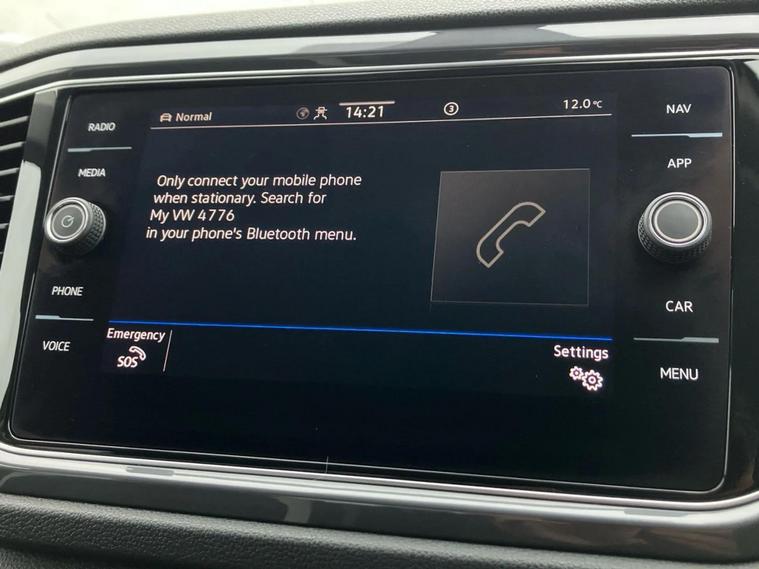 RADIO
MEDIA
PHONE
VOICE
Normal
14:21
3
12.0 °C
Only connect your mobile phone
when stationary. Search for
My VW 4776
in your phone's Bluetooth menu.
Emergency
SOS
Settings
NAV
APP
CAR
MENU